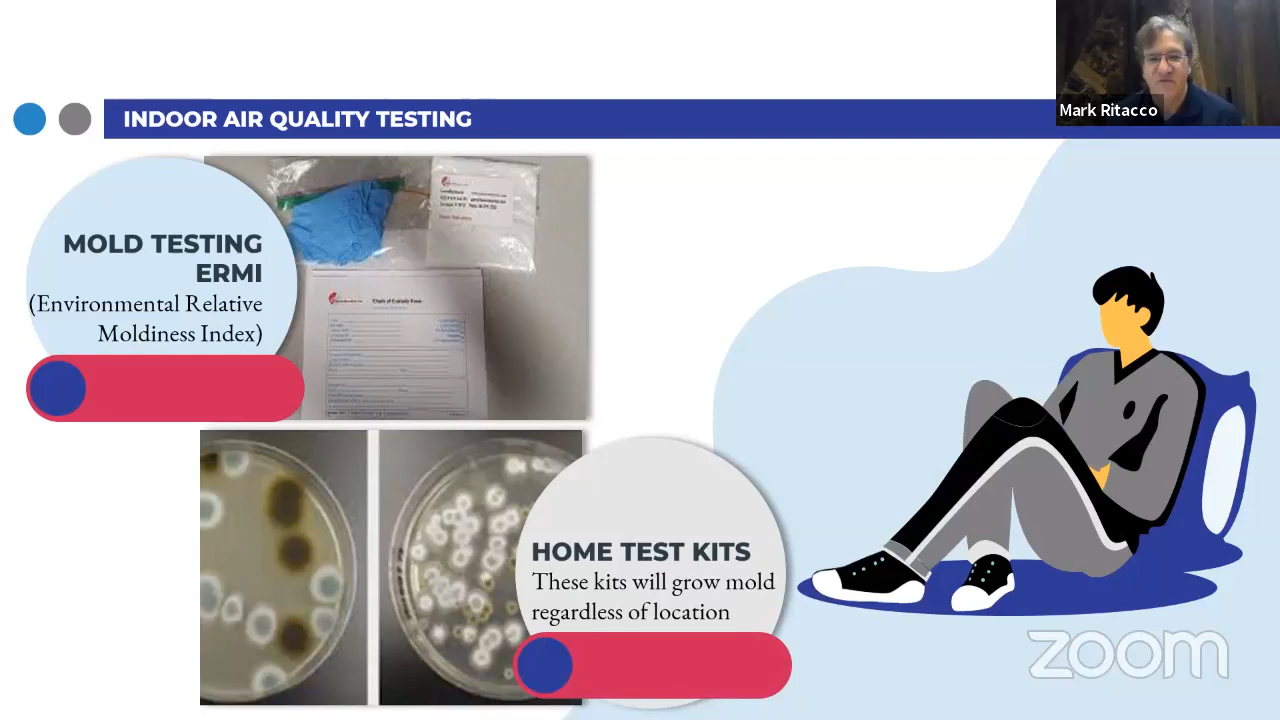 Mark Ritacco
INDOOR AIR QUALITY TESTING
MOLD TESTING
ERMI
(Environmental Relative
Moldiness Index)
Chain of Custody Form
HOME TEST KITS
These kits will grow mold
regardless of location
zoom